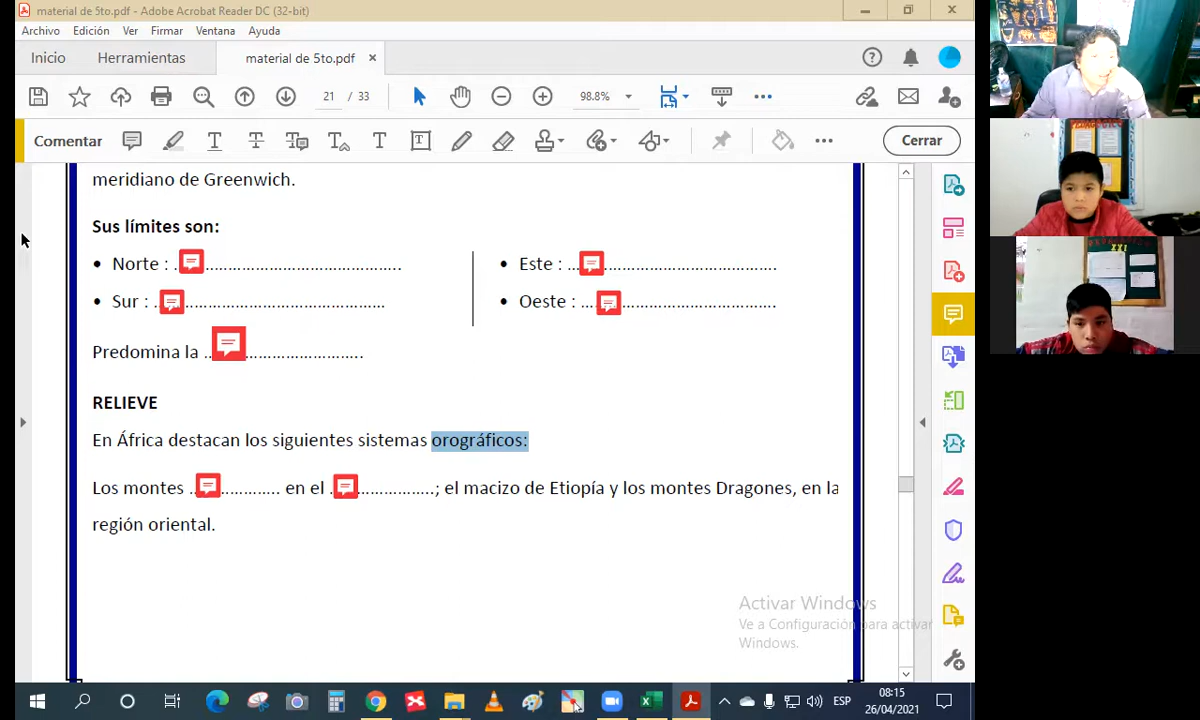 material de 5to.pdf - Adobe Acrobat Reader DC (32-bit)
Archivo Edición Ver Firmar Ventana Ayuda
Inicio Herramientas material de 5to.pdf
21 / 33 98.8%
Comentar Cerrar
meridiano de Greenwich.
Sus límites son:
• Norte : ........................................
• Este : ........................................
• Sur : ........................................
• Oeste : ........................................
Predomina la ........................................
RELIEVE
En África destacan los siguientes sistemas orográficos:
Los montes .................. en el ..................; el macizo de Etiopía y los montes Dragones, en la
región oriental.
Activar Windows
Ve a Configuración para activar
Windows.
ESP
08:15
26/04/2021
XXI